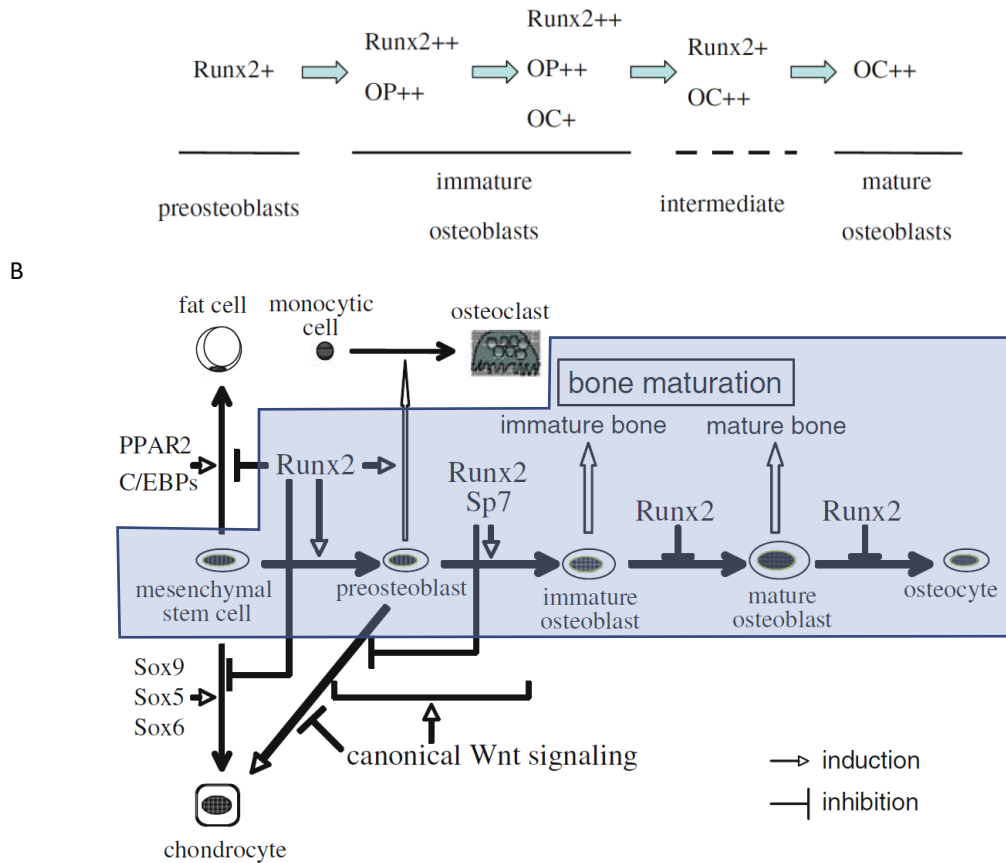 Runx2+
Runx2++
OP++
Runx2++
OP++
OC+
Runx2+
OC++
OC++
preosteoblasts
immature
osteoblasts
intermediate
mature
osteoblasts
B
fat cell
monocytic
cell
osteoclast
bone maturation
immature bone
mature bone
PPAR2
C/EBPs
Runx2
Runx2
Sp7
Runx2
Runx2
mesenchymal
stem cell
preosteoblast
immature
osteoblast
mature
osteoblast
osteocyte
Sox9
Sox5
Sox6
canonical Wnt signaling
induction
inhibition
chondrocyte